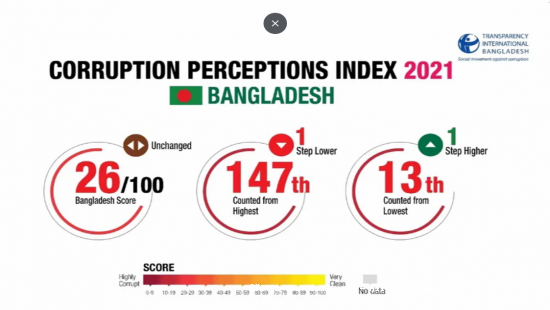 TRANSPARENCY
INTERNATIONAL
BANGLADESH
Social movement against corruption
CORRUPTION PERCEPTIONS INDEX 2021
BANGLADESH
Unchanged
26/100
Bangladesh Score
1
Step Lower
147th
Counted from
Highest
1
Step Higher
13th
Counted from
Lowest
SCORE
Highly
Corrupt
Very
Clean
0-9 10-19 20-29 30-39 40-49 50-59 60-69 70-79 80-89 90-100
No data